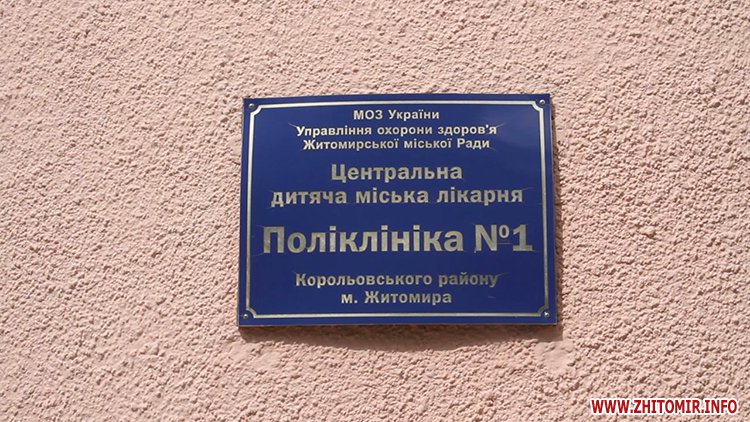 МОЗ України
Управління охорони здоров'я
Житомирської міської Ради
Центральна
дитяча міська лікарня
Поліклініка №1
Корольовського району
м. Житомира
WWW.ZHITOMIR.INFO